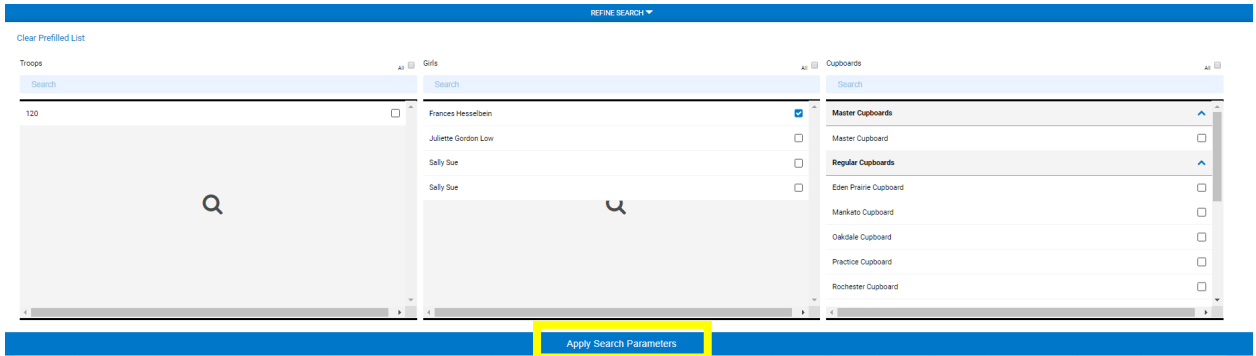 REFINE SEARCH
Clear Prefilled List
Troops
All
Search
120
Girls
All
Search
Frances Hesselbein
Juliette Gordon Low
Sally Sue
Sally Sue
Cupboards
All
Search
Master Cupboards
Master Cupboard
Regular Cupboards
Eden Prairie Cupboard
Mankato Cupboard
Oakdale Cupboard
Practice Cupboard
Rochester Cupboard
Apply Search Parameters